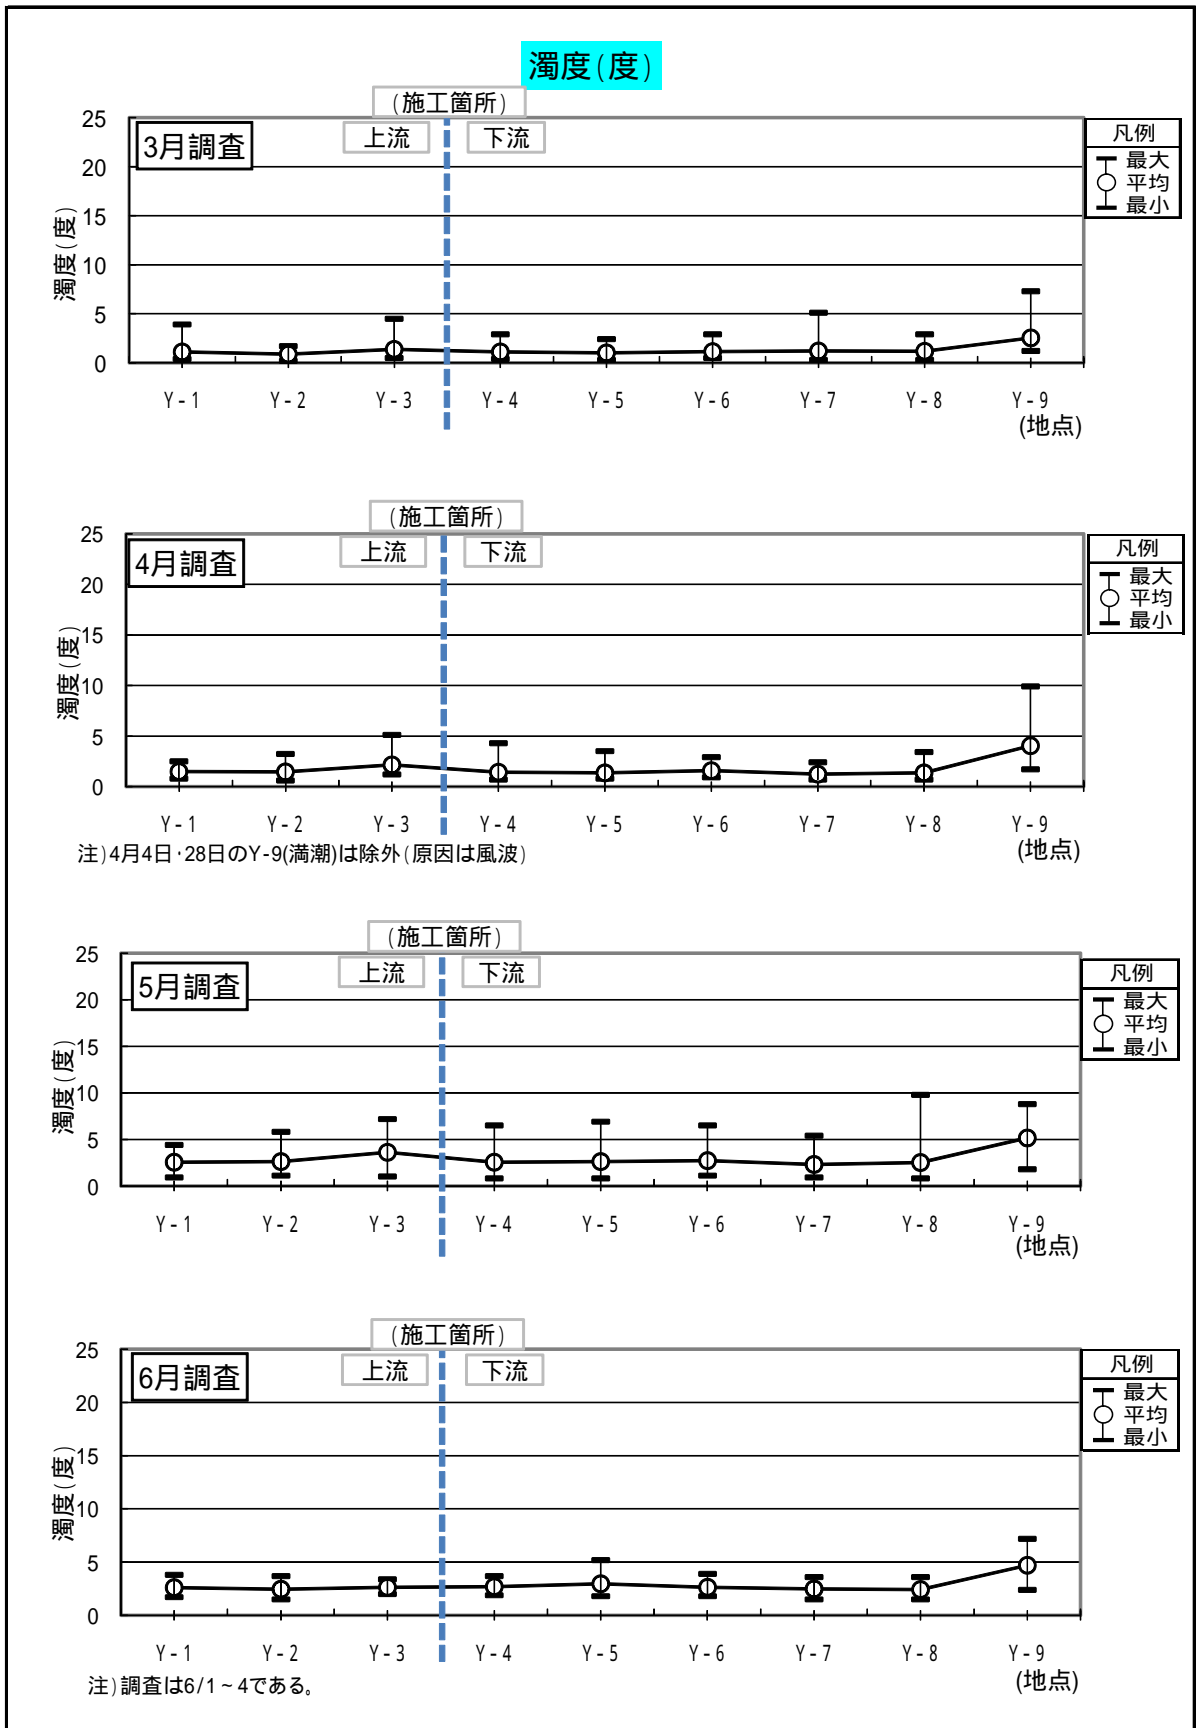 濁度(度)
(施工箇所)
上流 下流
3月調査
凡例
最大
平均
最小
濁度(度)
25
20
15
10
5
0
Y-1 Y-2 Y-3 Y-4 Y-5 Y-6 Y-7 Y-8 Y-9
(地点)
(施工箇所)
上流 下流
4月調査
凡例
最大
平均
最小
濁度(度)
25
20
15
10
5
0
Y-1 Y-2 Y-3 Y-4 Y-5 Y-6 Y-7 Y-8 Y-9
(地点)
注)4月4日・28日のY-9(満潮)は除外(原因は風波)
(施工箇所)
上流 下流
5月調査
凡例
最大
平均
最小
濁度(度)
25
20
15
10
5
0
Y-1 Y-2 Y-3 Y-4 Y-5 Y-6 Y-7 Y-8 Y-9
(地点)
(施工箇所)
上流 下流
6月調査
凡例
最大
平均
最小
濁度(度)
25
20
15
10
5
0
Y-1 Y-2 Y-3 Y-4 Y-5 Y-6 Y-7 Y-8 Y-9
(地点)
注)調査は6/1~4である。